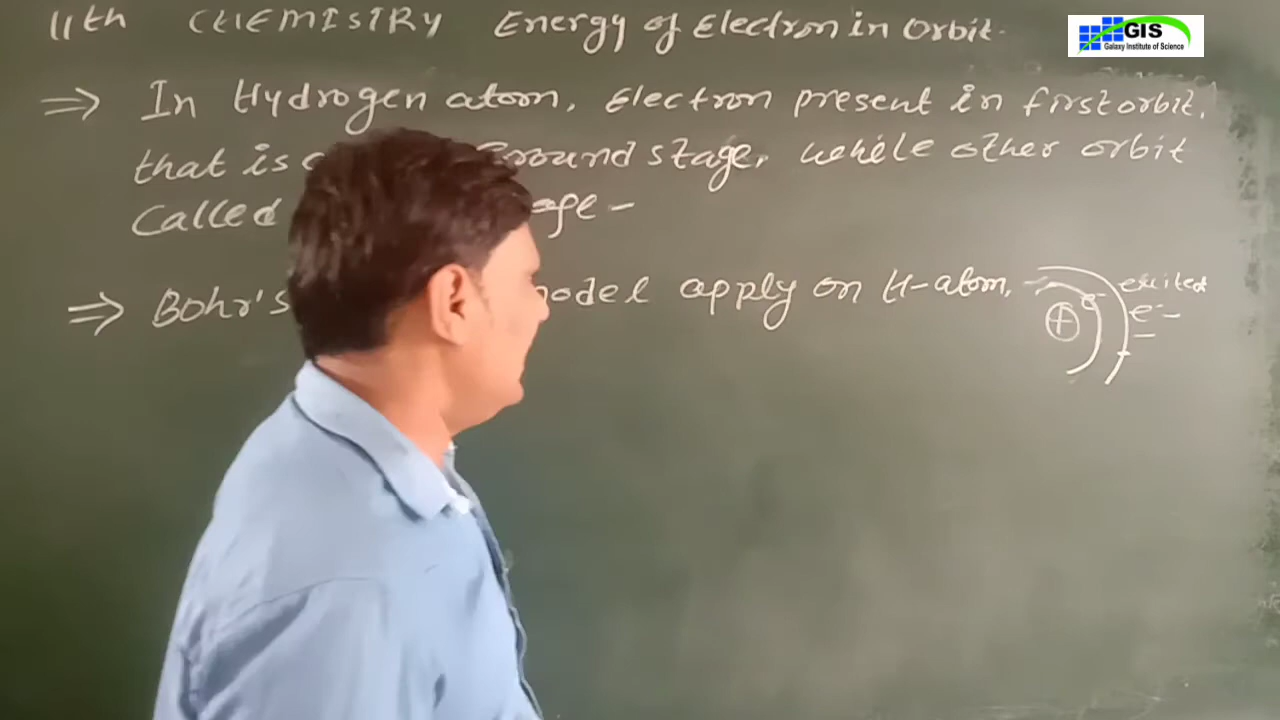 11th CHEMISTRY Energy of Electron in Orbit.
GIS
Galaxy Institute of Science
⇒ In Hydrogen atom, Electron present in first orbit,
that is Ground stage, while other orbit
Called
⇒ Bohr's model apply on H-atom,
excited
e⁻
e⁻
+